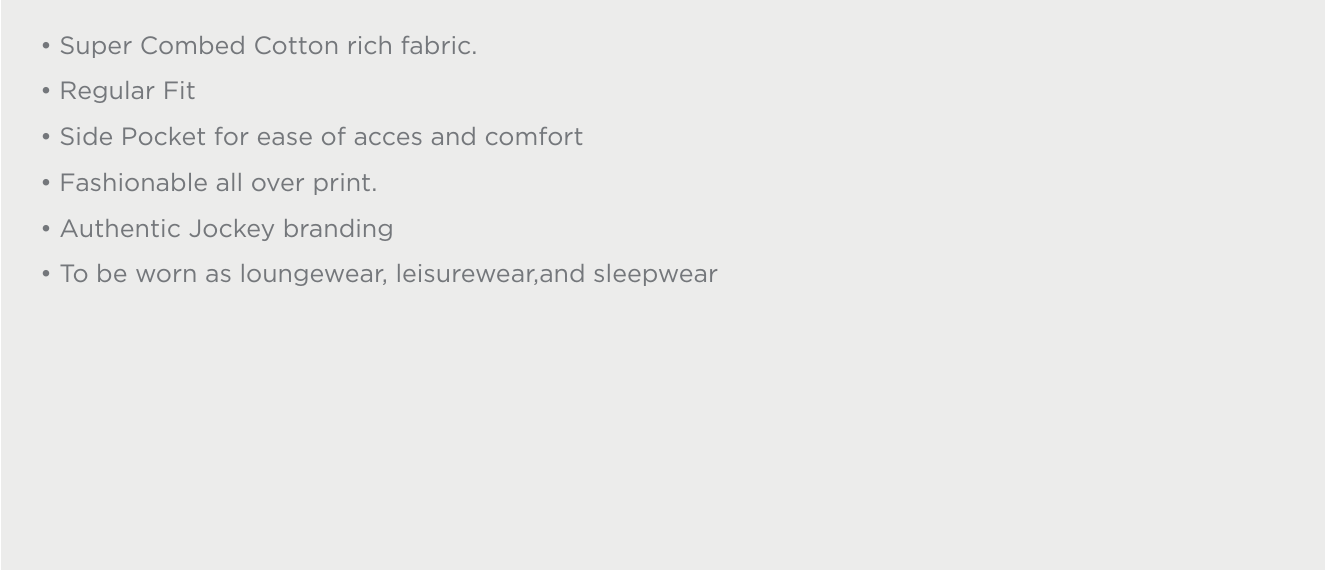 • Super Combed Cotton rich fabric.
• Regular Fit
• Side Pocket for ease of acces and comfort
• Fashionable all over print.
• Authentic Jockey branding
• To be worn as loungewear, leisurewear,and sleepwear